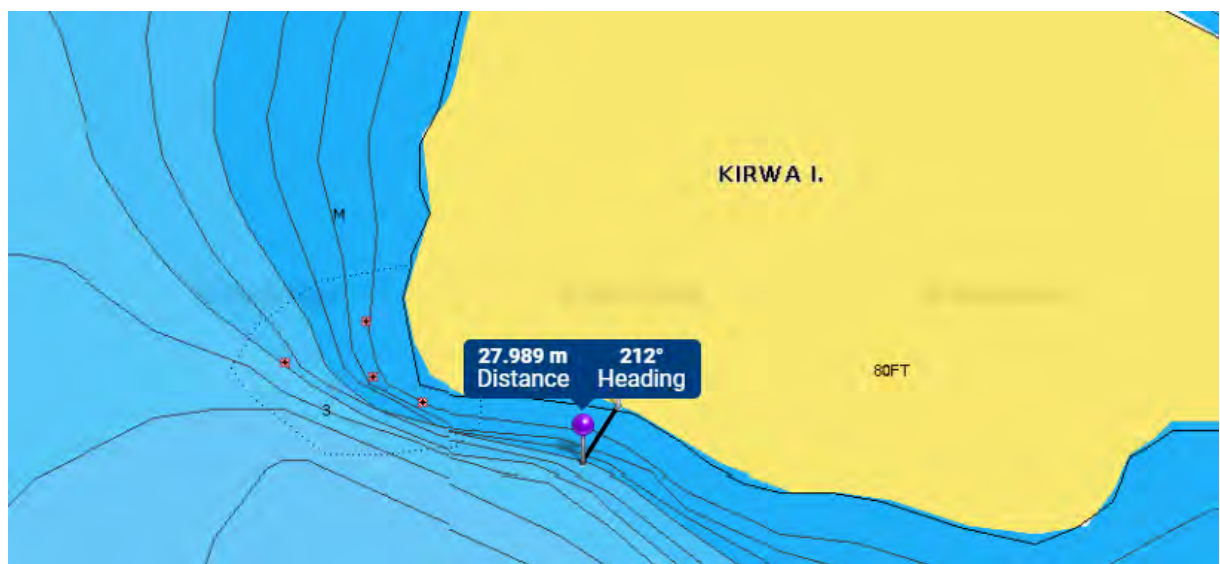 KIRWA I.
M
27.989 m 212°
Distance Heading
80FT
3